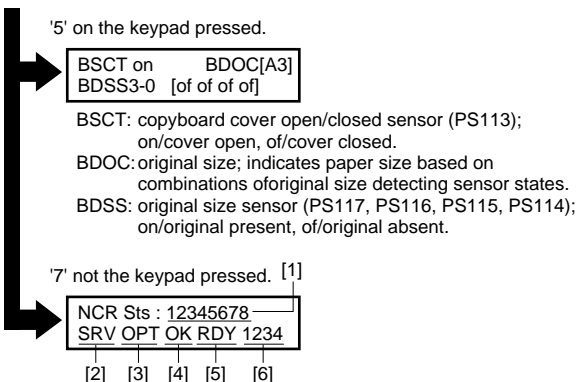 '5' on the keypad pressed.
BSCT on BDOC[A3]
BDSS3-0 [of of of of]
BSCT: copyboard cover open/closed sensor (PS113);
on/cover open, of/cover closed.
BDOC: original size; indicates paper size based on
combinations oforiginal size detecting sensor states.
BDSS: original size sensor (PS117, PS116, PS115, PS114);
on/original present, of/original absent.
'7' not the keypad pressed. [1]
NCR Sts : 12345678
SRV OPT OK RDY 1234
[2] [3] [4] [5] [6]